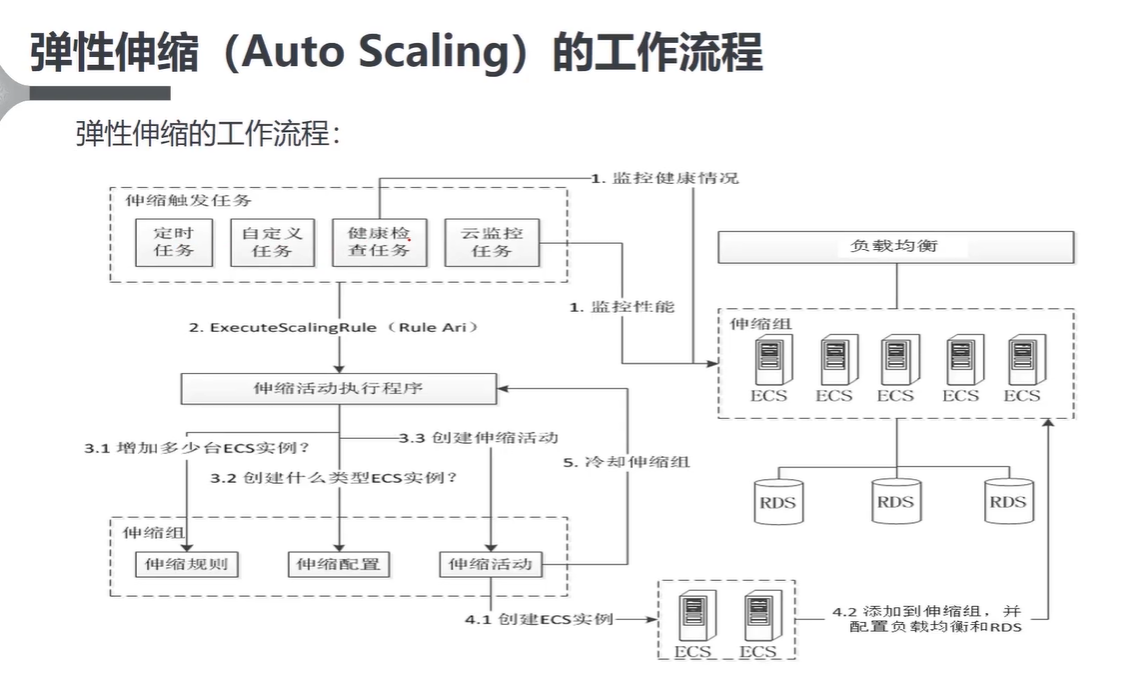 弹性伸缩（Auto Scaling）的工作流程
弹性伸缩的工作流程：
1. 监控健康情况
伸缩触发任务
定时
任务
自定义
任务
健康检
查任务
云监控
任务
负载均衡
1. 监控性能
2. ExecuteScalingRule（Rule Ari）
伸缩组
ECS
ECS
ECS
ECS
ECS
伸缩活动执行程序
3.1 增加多少台ECS实例？
3.3 创建伸缩活动
3.2 创建什么类型ECS实例？
5. 冷却伸缩组
RDS
RDS
RDS
伸缩组
伸缩规则
伸缩配置
伸缩活动
4.1 创建ECS实例
ECS
ECS
4.2 添加到伸缩组，并
配置负载均衡和RDS